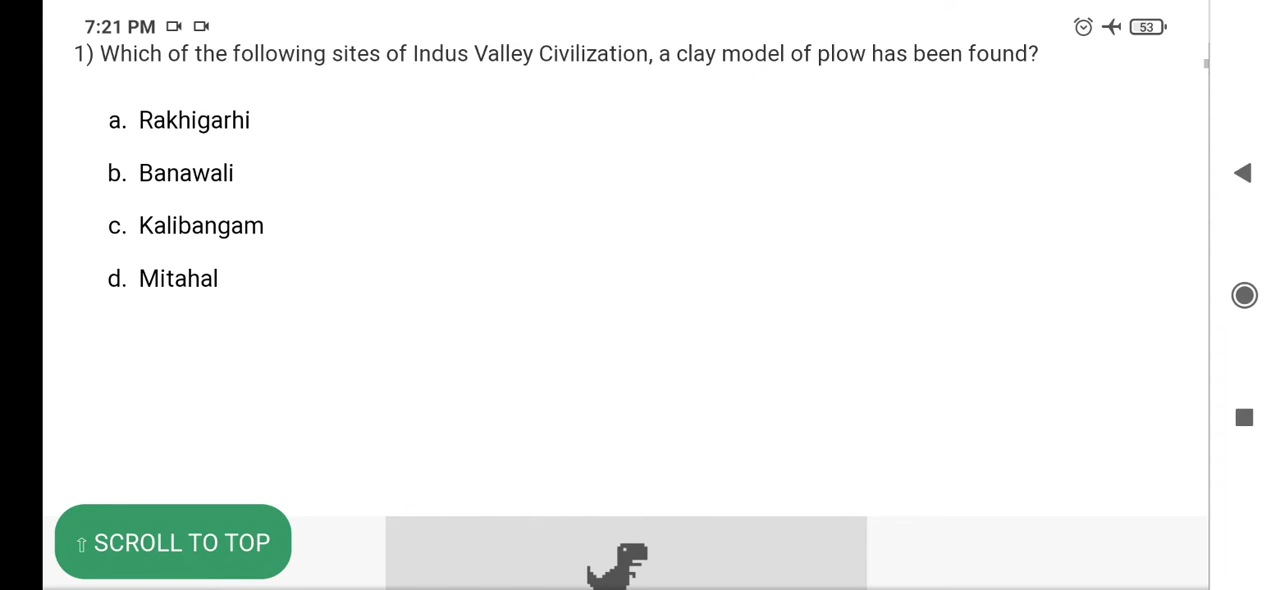 7:21 PM
53
1) Which of the following sites of Indus Valley Civilization, a clay model of plow has been found?
a. Rakhigarhi
b. Banawali
c. Kalibangam
d. Mitahal
⇧ SCROLL TO TOP